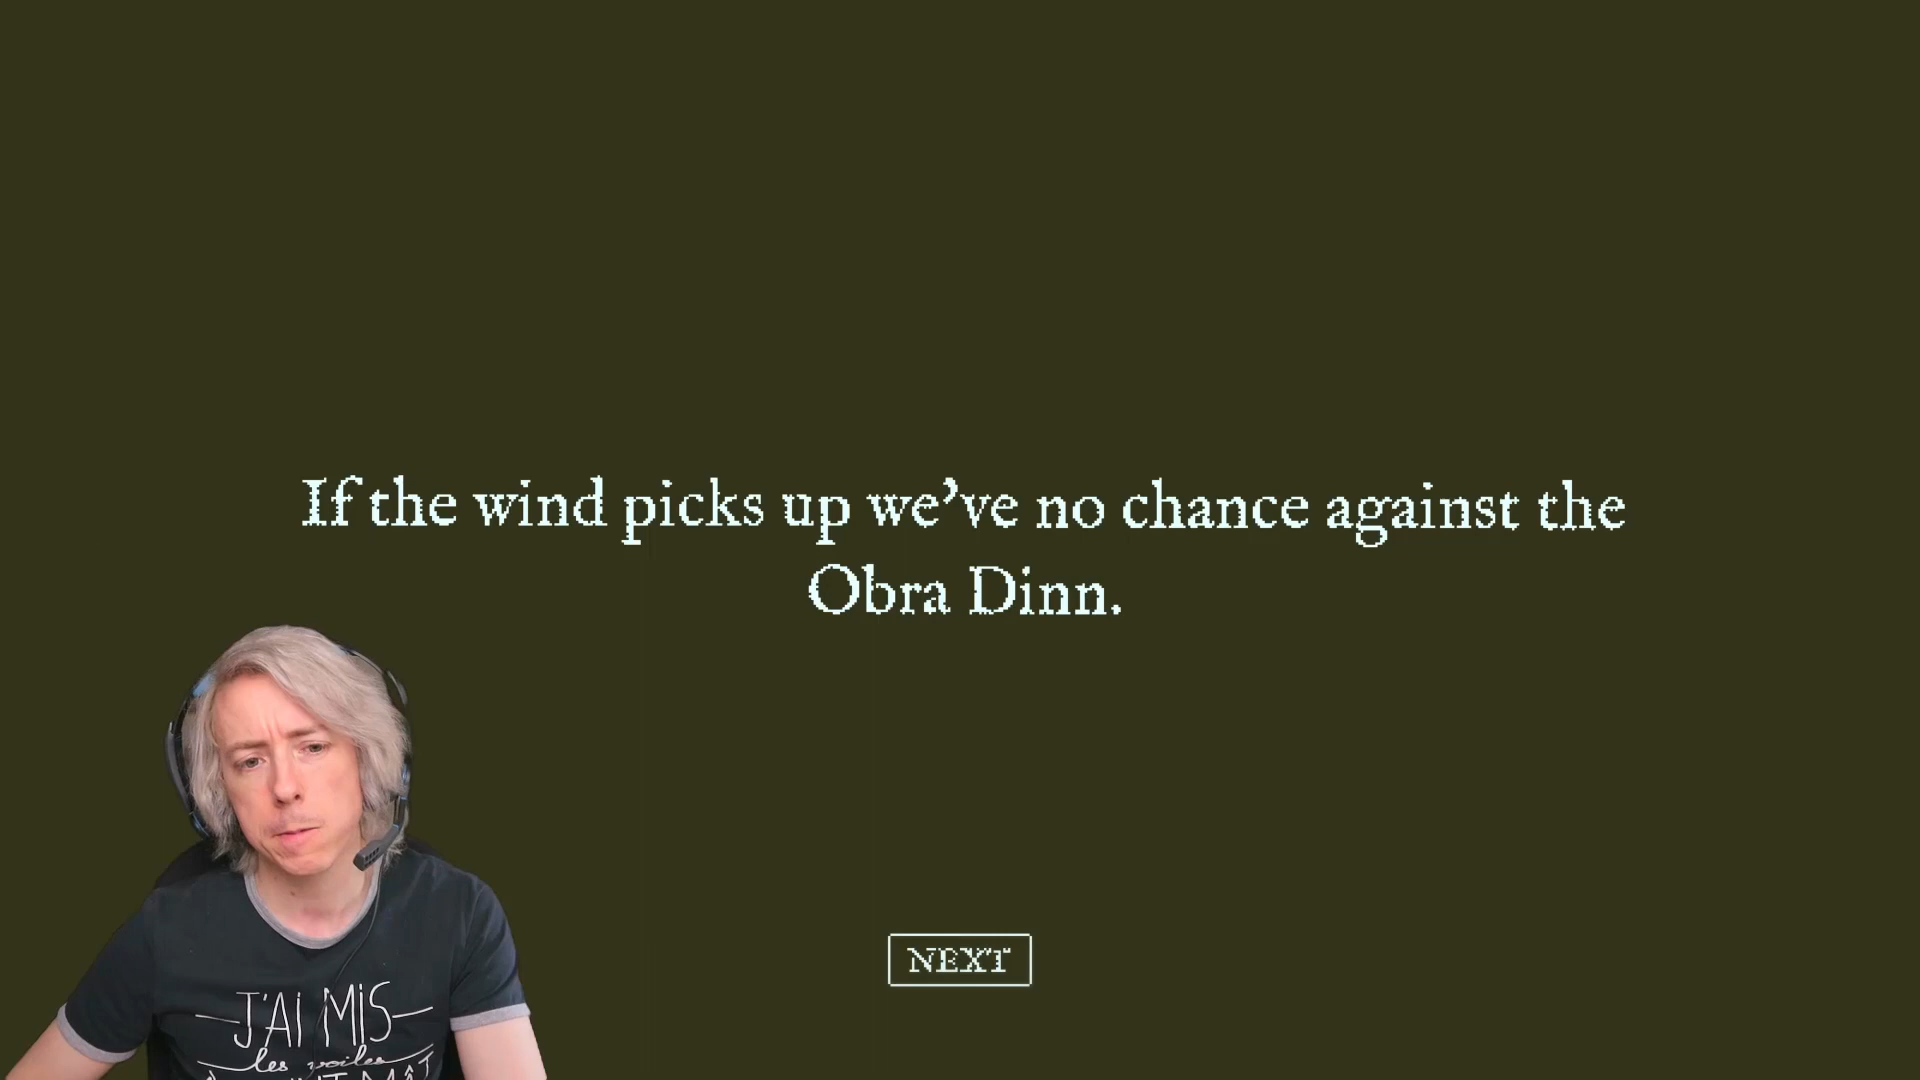 If the wind picks up we've no chance against the
Obra Dinn.
NEXT
J'AI MIS
les voiles